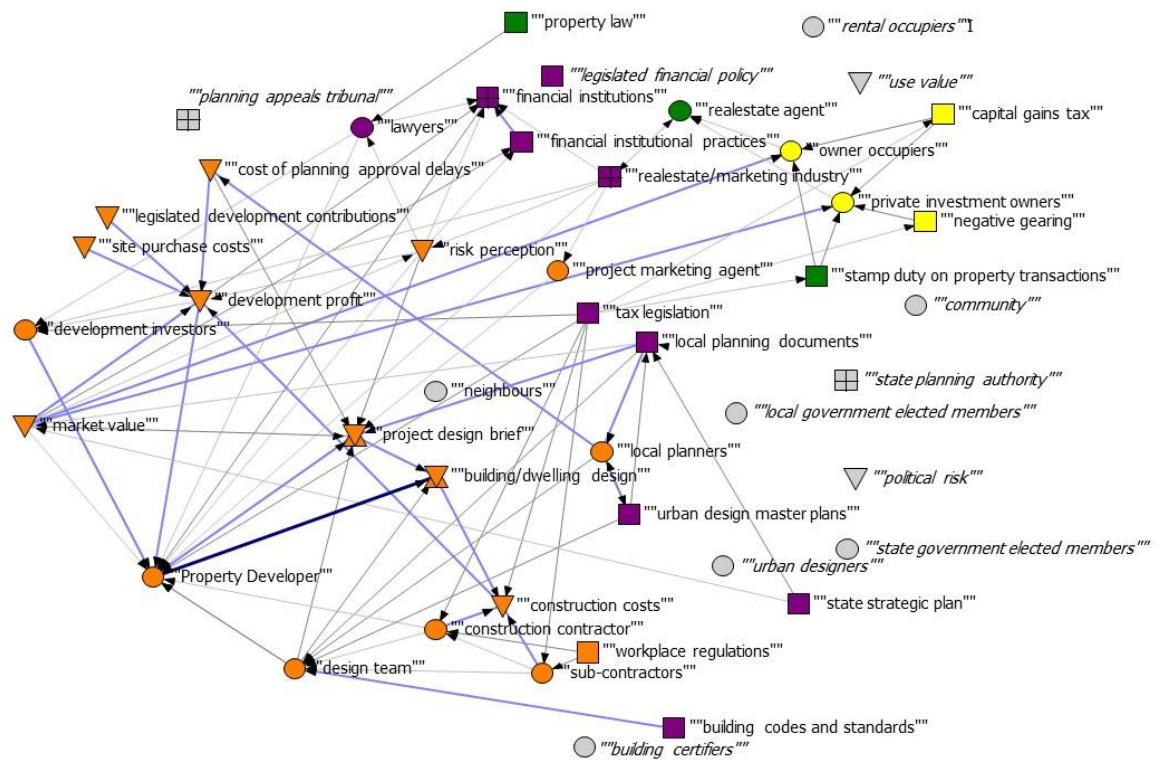 ""property law""
""rental occupiers""I
""legislated financial policy""
""use value""
""planning appeals tribunal""
""financial institutions""
""realestate agent""
""capital gains tax""
""lawyers""
""financial institutional practices""
""owner occupiers""
""cost of planning approval delays""
""realestate/marketing industry""
""private investment owners""
""legislated development contributions""
""negative gearing""
""site purchase costs""
""risk perception""
""project marketing agent""
""stamp duty on property transactions""
""development profit""
""community""
""tax legislation""
""development investors""
""local planning documents""
""state planning authority""
""neighbours""
""local government elected members""
""market value""
""project design brief""
""local planners""
""building/dwelling design""
""political risk""
""urban design master plans""
""state government elected members""
""urban designers""
""Property Developer""
""construction costs""
""state strategic plan""
""construction contractor""
""workplace regulations""
""design team""
""sub-contractors""
""building codes and standards""
""building certifiers""